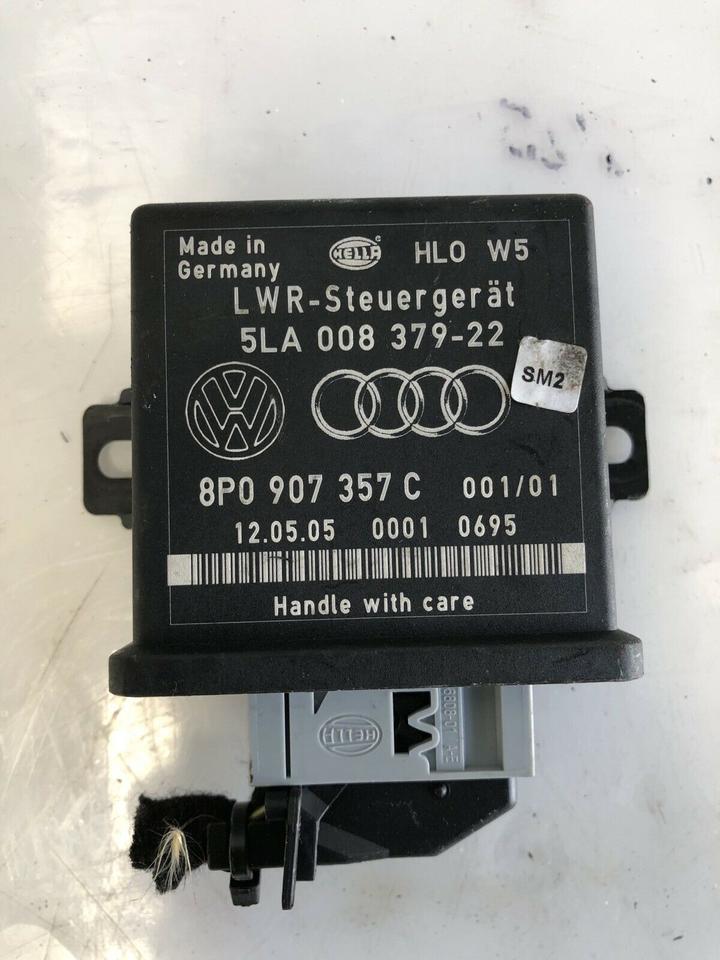 Made in
Germany
HELLA
HLO W5
LWR-Steuergerät
5LA 008 379-22
SM2
8P0 907 357 C 001/01
12.05.05 0001 0695
Handle with care
HELLA